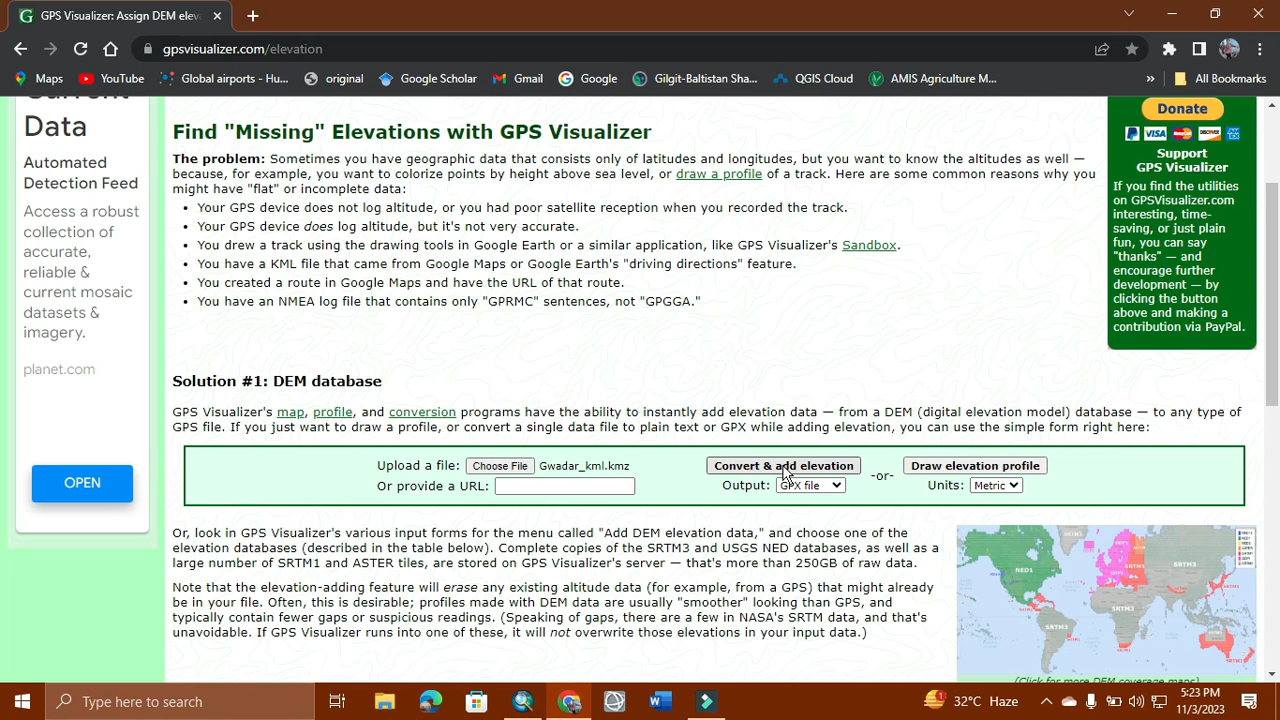 GPS Visualizer: Assign DEM elev
gpsvisualizer.com/elevation
Maps
YouTube
Global airports - Hu...
original
Google Scholar
Gmail
Google
Gilgit-Baltistan Sha...
QGIS Cloud
AMIS Agriculture M...
»
All Bookmarks
Current
Data
Automated
Detection Feed
Access a robust
collection of
accurate,
reliable &
current mosaic
datasets &
imagery.
planet.com
OPEN
Find "Missing" Elevations with GPS Visualizer
The problem: Sometimes you have geographic data that consists only of latitudes and longitudes, but you want to know the altitudes as well —
because, for example, you want to colorize points by height above sea level, or draw a profile of a track. Here are some common reasons why you
might have "flat" or incomplete data:
• Your GPS device does not log altitude, or you had poor satellite reception when you recorded the track.
• Your GPS device does log altitude, but it's not very accurate.
• You drew a track using the drawing tools in Google Earth or a similar application, like GPS Visualizer's Sandbox.
• You have a KML file that came from Google Maps or Google Earth's "driving directions" feature.
• You created a route in Google Maps and have the URL of that route.
• You have an NMEA log file that contains only "GPRMC" sentences, not "GPGGA."
Donate
VISA
Support
GPS Visualizer
If you find the utilities
on GPSVisualizer.com
interesting, time-
saving, or just plain
fun, you can say
"thanks" — and
encourage further
development — by
clicking the button
above and making a
contribution via PayPal.
Solution #1: DEM database
GPS Visualizer's map, profile, and conversion programs have the ability to instantly add elevation data — from a DEM (digital elevation model) database — to any type of
GPS file. If you just want to draw a profile, or convert a single data file to plain text or GPX while adding elevation, you can use the simple form right here:
Upload a file: Choose File Gwadar_kml.kmz
Or provide a URL:
Convert & add elevation
Output: GPX file
-or-
Draw elevation profile
Units: Metric
Or, look in GPS Visualizer's various input forms for the menu called "Add DEM elevation data," and choose one of the
elevation databases (described in the table below). Complete copies of the SRTM3 and USGS NED databases, as well as a
large number of SRTM1 and ASTER tiles, are stored on GPS Visualizer's server — that's more than 250GB of raw data.
Note that the elevation-adding feature will erase any existing altitude data (for example, from a GPS) that might already
be in your file. Often, this is desirable; profiles made with DEM data are usually "smoother" looking than GPS, and
typically contain fewer gaps or suspicious readings. (Speaking of gaps, there are a few in NASA's SRTM data, and that's
unavoidable. If GPS Visualizer runs into one of these, it will not overwrite those elevations in your input data.)
NED1
SRTM3
SRTM3
SRTM3
(Click for more DEM coverage maps)
Type here to search
32°C Haze
5:23 PM
11/3/2023